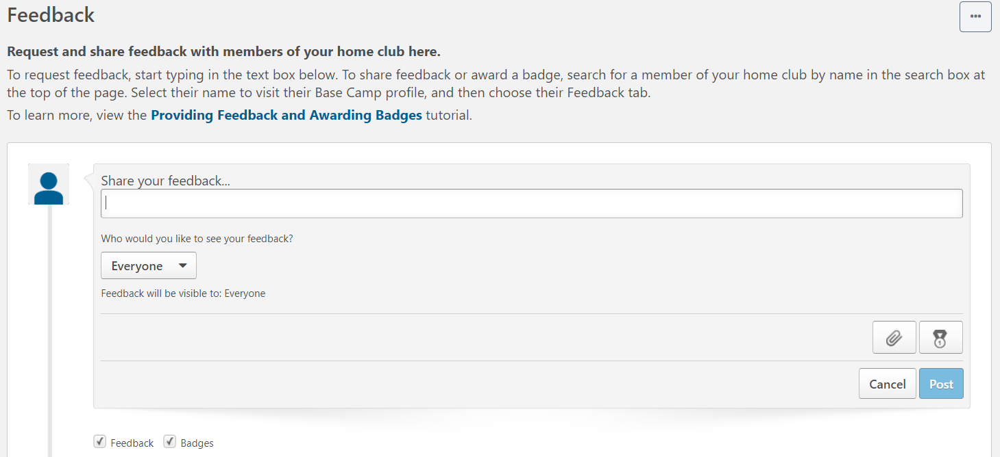 Feedback
...
Request and share feedback with members of your home club here.
To request feedback, start typing in the text box below. To share feedback or award a badge, search for a member of your home club by name in the search box at
the top of the page. Select their name to visit their Base Camp profile, and then choose their Feedback tab.
To learn more, view the Providing Feedback and Awarding Badges tutorial.
Share your feedback...
Who would you like to see your feedback?
Everyone
Feedback will be visible to: Everyone
1
Cancel Post
Feedback Badges